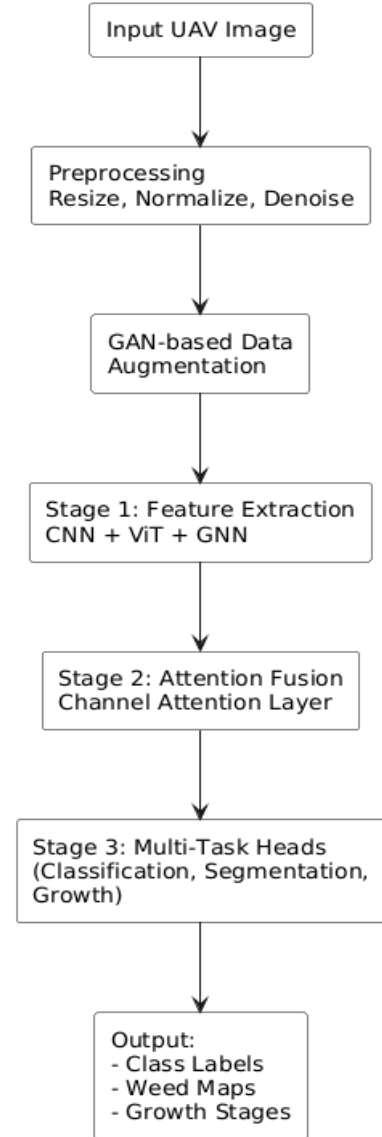 Input UAV Image
Preprocessing
Resize, Normalize, Denoise
GAN-based Data
Augmentation
Stage 1: Feature Extraction
CNN + ViT + GNN
Stage 2: Attention Fusion
Channel Attention Layer
Stage 3: Multi-Task Heads
(Classification, Segmentation,
Growth)
Output:
- Class Labels
- Weed Maps
- Growth Stages